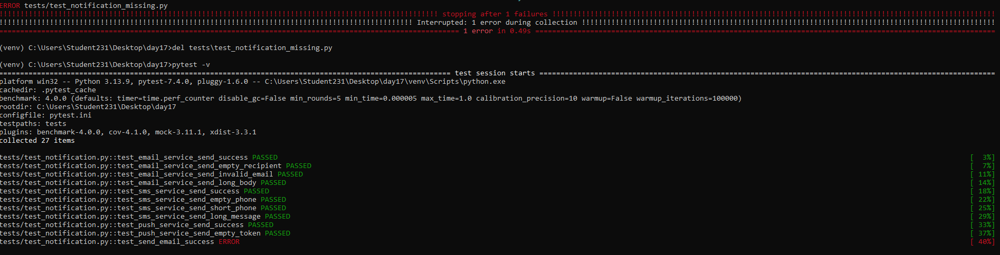 ERROR tests/test_notification_missing.py
!!!!!!!!!!!!!!!!!!!!!!!!!!!!!!!!!!!!!!!!!!!!!!!!!!!!!!!!!!!!!!!!!!!!!!!!!!!!!!!!!!!!!!!!!!!!!!!!!!!!!!!! stopping after 1 failures !!!!!!!!!!!!!!!!!!!!!!!!!!!!!!!!!!!!!!!!!!!!!!!!!!!!!!!!!!!!!!!!!!!!!!!!!!!!!!!!!!!!!!!!!!!!!!!!!!!!!!!!!
!!!!!!!!!!!!!!!!!!!!!!!!!!!!!!!!!!!!!!!!!!!!!!!!!!!!!!!!!!!!!!!!!!!!!!!!!!!!!!!!!!!!!!!!!!!!!!!!!! Interrupted: 1 error during collection !!!!!!!!!!!!!!!!!!!!!!!!!!!!!!!!!!!!!!!!!!!!!!!!!!!!!!!!!!!!!!!!!!!!!!!!!!!!!!!!!!!!!!!!!!!!!!!!!!
============================================================================================================= 1 error in 0.49s =============================================================================================================
(venv) C:\Users\Student231\Desktop\day17>del tests\test_notification_missing.py
(venv) C:\Users\Student231\Desktop\day17>pytest -v
=========================================================================================================== test session starts ============================================================================================================
platform win32 -- Python 3.13.9, pytest-7.4.0, pluggy-1.6.0 -- C:\Users\Student231\Desktop\day17\venv\Scripts\python.exe
cachedir: .pytest_cache
benchmark: 4.0.0 (defaults: timer=time.perf_counter disable_gc=False min_rounds=5 min_time=0.000005 max_time=1.0 calibration_precision=10 warmup=False warmup_iterations=100000)
rootdir: C:\Users\Student231\Desktop\day17
configfile: pytest.ini
testpaths: tests
plugins: benchmark-4.0.0, cov-4.1.0, mock-3.11.1, xdist-3.3.1
collected 27 items
tests/test_notification.py::test_email_service_send_success PASSED [  3%]
tests/test_notification.py::test_email_service_send_empty_recipient PASSED [  7%]
tests/test_notification.py::test_email_service_send_invalid_email PASSED [ 11%]
tests/test_notification.py::test_email_service_send_long_body PASSED [ 14%]
tests/test_notification.py::test_sms_service_send_success PASSED [ 18%]
tests/test_notification.py::test_sms_service_send_empty_phone PASSED [ 22%]
tests/test_notification.py::test_sms_service_send_short_phone PASSED [ 25%]
tests/test_notification.py::test_sms_service_send_long_message PASSED [ 29%]
tests/test_notification.py::test_push_service_send_success PASSED [ 33%]
tests/test_notification.py::test_push_service_send_empty_token PASSED [ 37%]
tests/test_notification.py::test_send_email_success ERROR [ 40%]